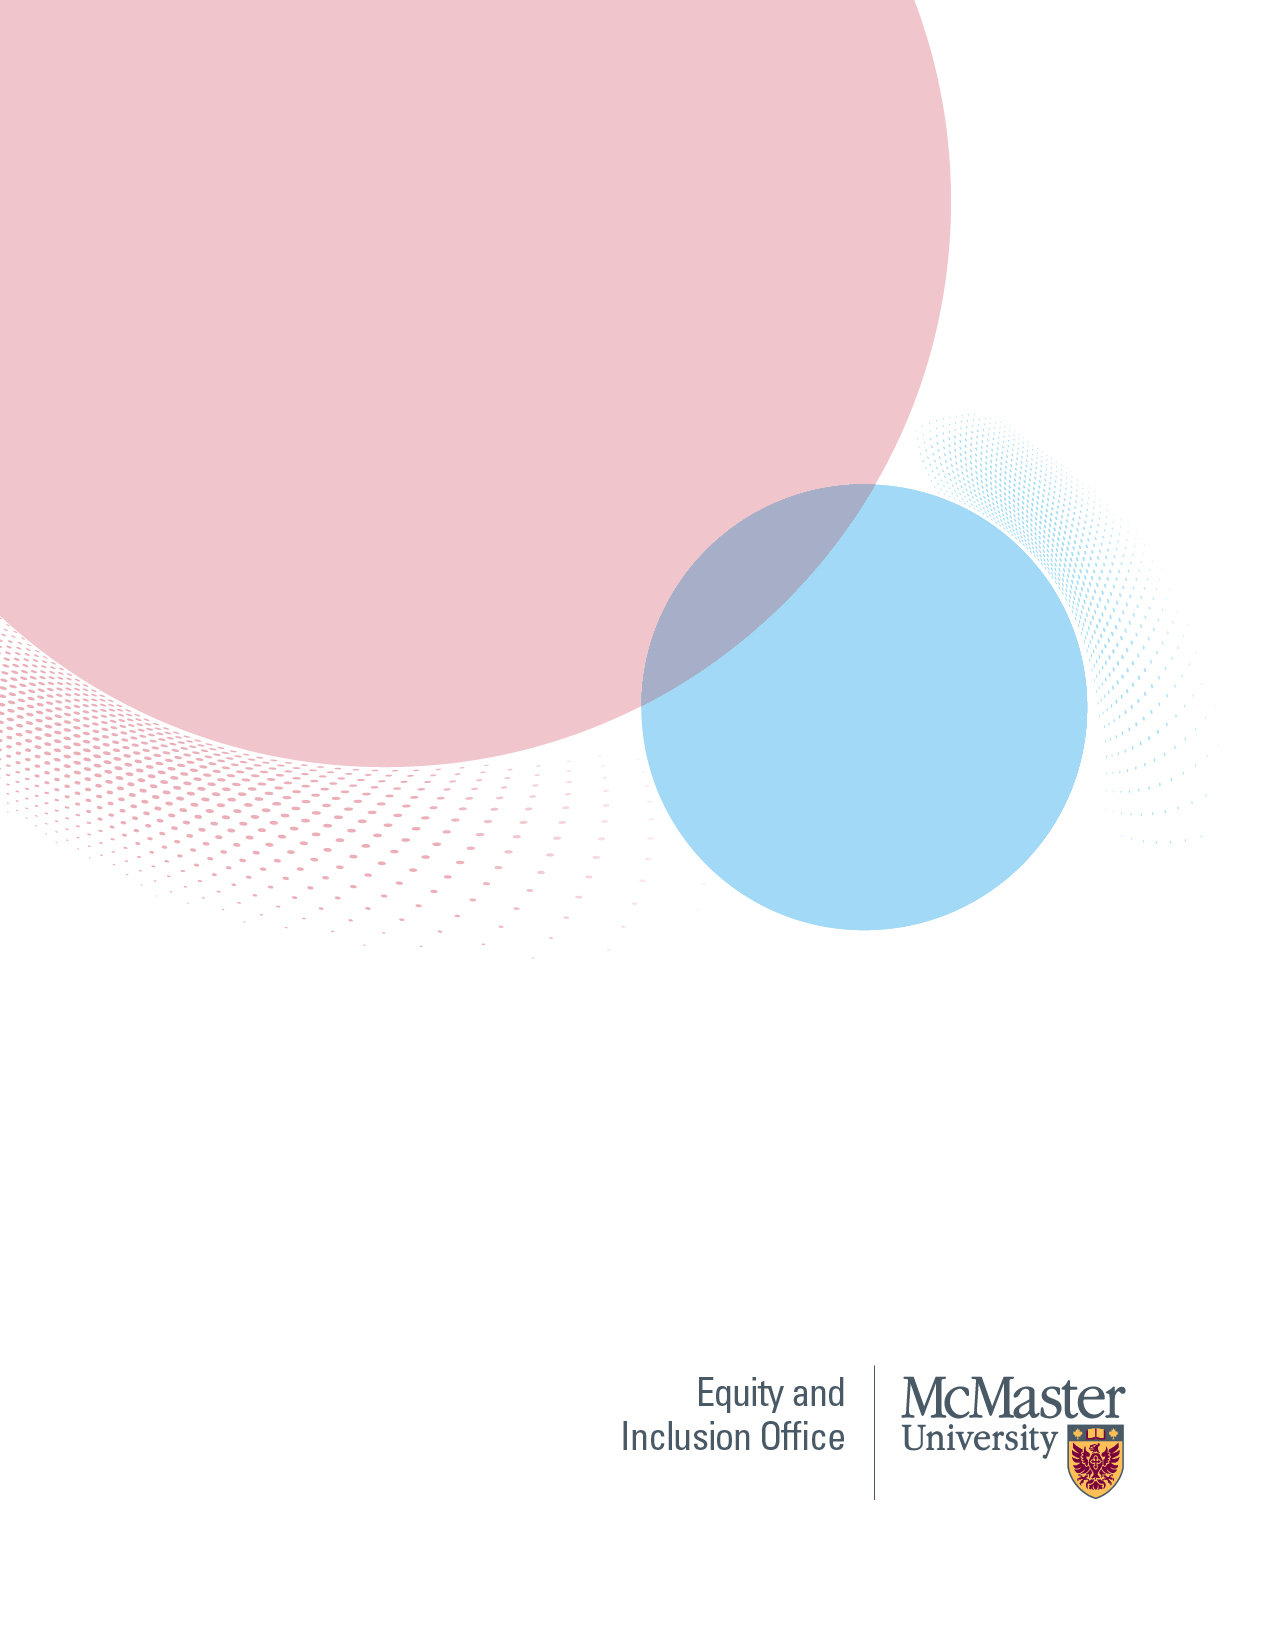 Equity and
Inclusion Office
McMaster
University